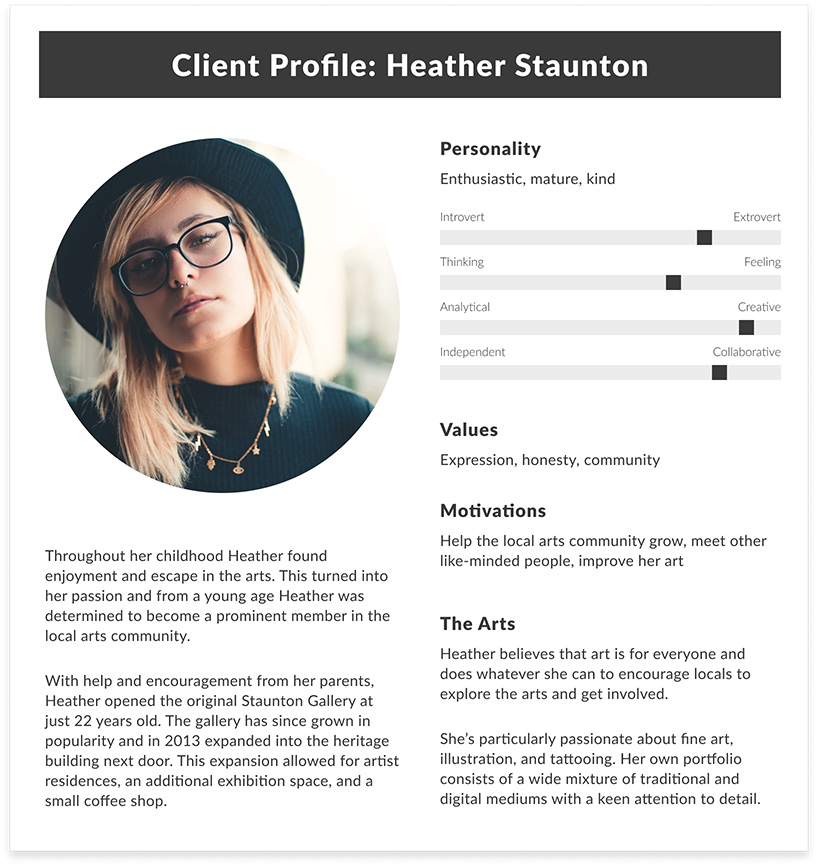 Client Profile: Heather Staunton
Throughout her childhood Heather found
enjoyment and escape in the arts. This turned into
her passion and from a young age Heather was
determined to become a prominent member in the
local arts community.
With help and encouragement from her parents,
Heather opened the original Staunton Gallery at
just 22 years old. The gallery has since grown in
popularity and in 2013 expanded into the heritage
building next door. This expansion allowed for artist
residences, an additional exhibition space, and a
small coffee shop.
Personality
Enthusiastic, mature, kind
Introvert Extrovert
Thinking Feeling
Analytical Creative
Independent Collaborative
Values
Expression, honesty, community
Motivations
Help the local arts community grow, meet other
like-minded people, improve her art
The Arts
Heather believes that art is for everyone and
does whatever she can to encourage locals to
explore the arts and get involved.
She’s particularly passionate about fine art,
illustration, and tattooing. Her own portfolio
consists of a wide mixture of traditional and
digital mediums with a keen attention to detail.